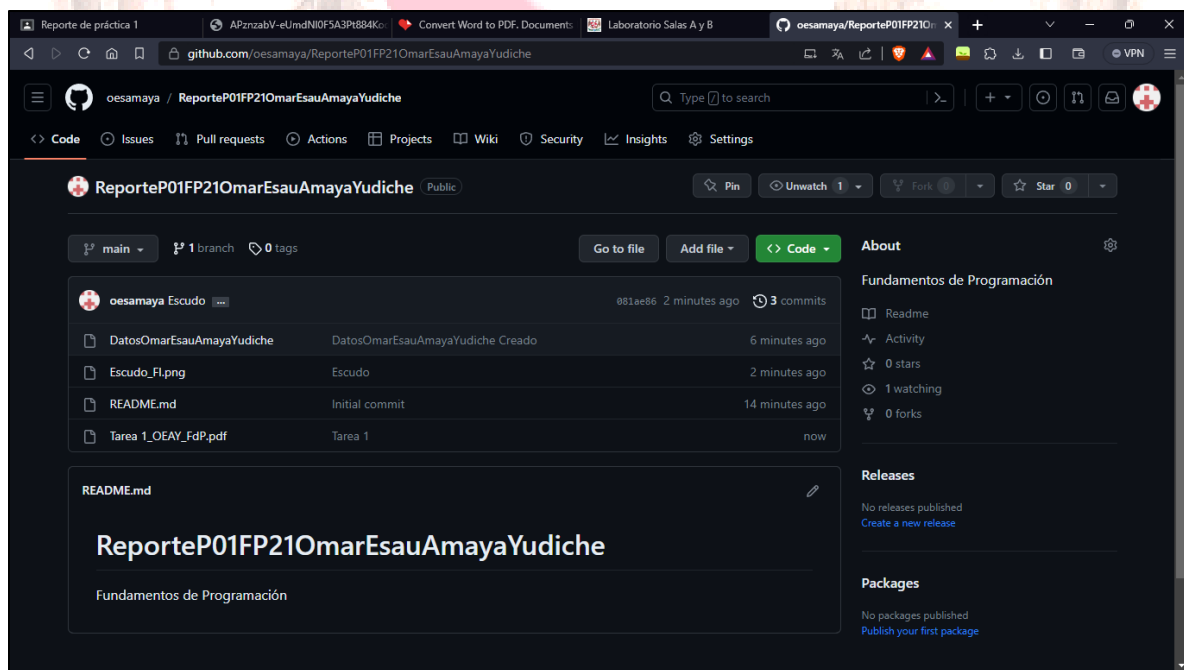 Reporte de práctica 1
APznzabV-eUmdNI0F5A3Pt884Ko
Convert Word to PDF. Documents
Laboratorio Salas A y B
oesamaya/ReporteP01FP21On
github.com/oesamaya/ReporteP01FP21OmarEsauAmayaYudiche
VPN
oesamaya / ReporteP01FP21OmarEsauAmayaYudiche
Type / to search
Code
Issues
Pull requests
Actions
Projects
Wiki
Security
Insights
Settings
ReporteP01FP21OmarEsauAmayaYudiche Public
Pin
Unwatch 1
Fork 0
Star 0
main
1 branch
0 tags
Go to file
Add file
Code
oesamaya Escudo ...
081ae86 2 minutes ago
3 commits
DatosOmarEsauAmayaYudiche
DatosOmarEsauAmayaYudiche Creado
6 minutes ago
Escudo_FI.png
Escudo
2 minutes ago
README.md
Initial commit
14 minutes ago
Tarea 1_OEAY_FdP.pdf
Tarea 1
now
README.md
ReporteP01FP21OmarEsauAmayaYudiche
Fundamentos de Programación
About
Fundamentos de Programación
Readme
Activity
0 stars
1 watching
0 forks
Releases
No releases published
Create a new release
Packages
No packages published
Publish your first package